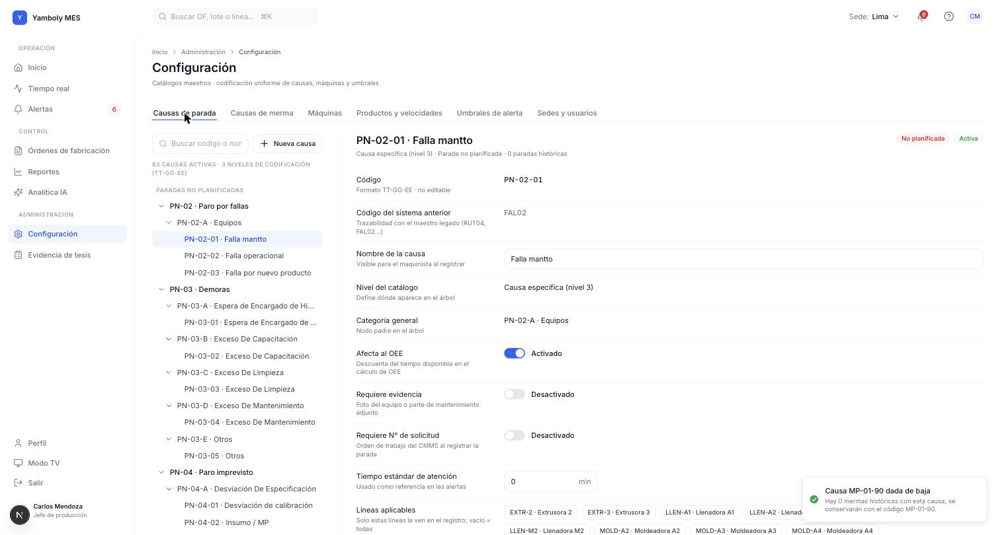 Y Yamboly MES
OPERACIÓN
Inicio
Tiempo real
Alertas 6
CONTROL
Órdenes de fabricación
Reportes
Analítica IA
ADMINISTRACIÓN
Configuración
Evidencia de tesis
Perfil
Modo TV
Salir
N Carlos Mendoza
Jefe de producción
Buscar OF, lote o línea... ⌘K
Sede: Lima 6 CM
Inicio > Administración > Configuración
Configuración
Catálogos maestros · codificación uniforme de causas, máquinas y umbrales
Causas de parada Causas de merma Máquinas Productos y velocidades Umbrales de alerta Sedes y usuarios
Buscar código o non Nueva causa
83 CAUSAS ACTIVAS · 3 NIVELES DE CODIFICACIÓN
(TT-GG-EE)
PARADAS NO PLANIFICADAS
PN-02 · Paro por fallas
PN-02-A · Equipos
PN-02-01 · Falla mantto
PN-02-02 · Falla operacional
PN-02-03 · Falla por nuevo producto
PN-03 · Demoras
PN-03-A · Espera de Encargado de Hi...
PN-03-01 · Espera de Encargado de ...
PN-03-B · Exceso De Capacitación
PN-03-02 · Exceso De Capacitación
PN-03-C · Exceso De Limpieza
PN-03-03 · Exceso De Limpieza
PN-03-D · Exceso De Mantenimiento
PN-03-04 · Exceso De Mantenimiento
PN-03-E · Otros
PN-03-05 · Otros
PN-04 · Paro imprevisto
PN-04-A · Desviación De Especificación
PN-04-01 · Desviación de calibración
PN-04-02 · Insumo / MP
PN-02-01 · Falla mantto
No planificada Activa
Causa específica (nivel 3) · Parada no planificada · 0 paradas históricas
Código
Formato TT-GG-EE · no editable
PN-02-01
Código del sistema anterior
Trazabilidad con el maestro legado (RUT04,
FAL02...)
FAL02
Nombre de la causa
Visible para el maquinista al registrar
Falla mantto
Nivel del catálogo
Define dónde aparece en el árbol
Causa específica (nivel 3)
Categoría general
Nodo padre en el árbol
PN-02-A · Equipos
Afecta al OEE
Descuenta del tiempo disponible en el
cálculo de OEE
Activado
Requiere evidencia
Foto del equipo o parte de mantenimiento
adjunto
Desactivado
Requiere N° de solicitud
Orden de trabajo del CMMS al registrar la
parada
Desactivado
Tiempo estándar de atención
Usado como referencia en las alertas
0 min
Líneas aplicables
Solo estas líneas la ven en el registro; vacío =
todas
EXTR-2 · Extrusora 2 EXTR-3 · Extrusora 3 LLEN-A1 · Llenadora A1 LLEN-A2 ·
LLEN-M2 · Llenadora M2 MOLD-A2 · Moldeadora A2 MOLD-A3 · Moldeadora A3 MOLD-A4 · Moldeadora A4
Causa MP-01-90 dada de baja
Hay 0 mermas históricas con esta causa; se
conservarán con el código MP-01-90.